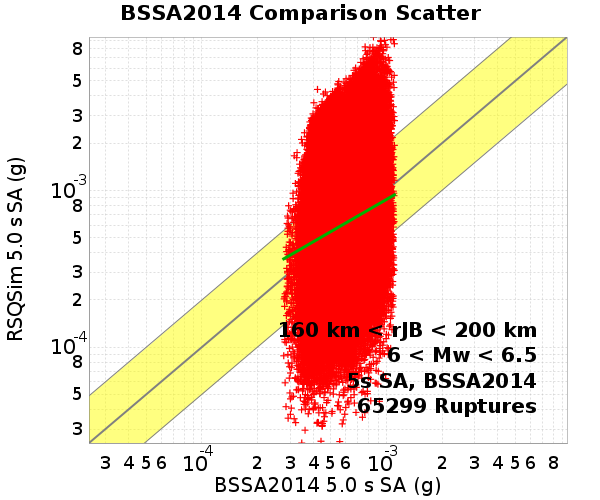 BSSA2014 Comparison Scatter
RSQSim 5.0 s SA (g)
8
5
3
2
10-3
8
5
3
2
10-4
8
5
3
160 km < rJB < 200 km
6 < Mw < 6.5
5s SA, BSSA2014
65299 Ruptures
3 4 5 6 10-4 2 3 4 5 6 10-3 2 3 4 5 6 8
BSSA2014 5.0 s SA (g)